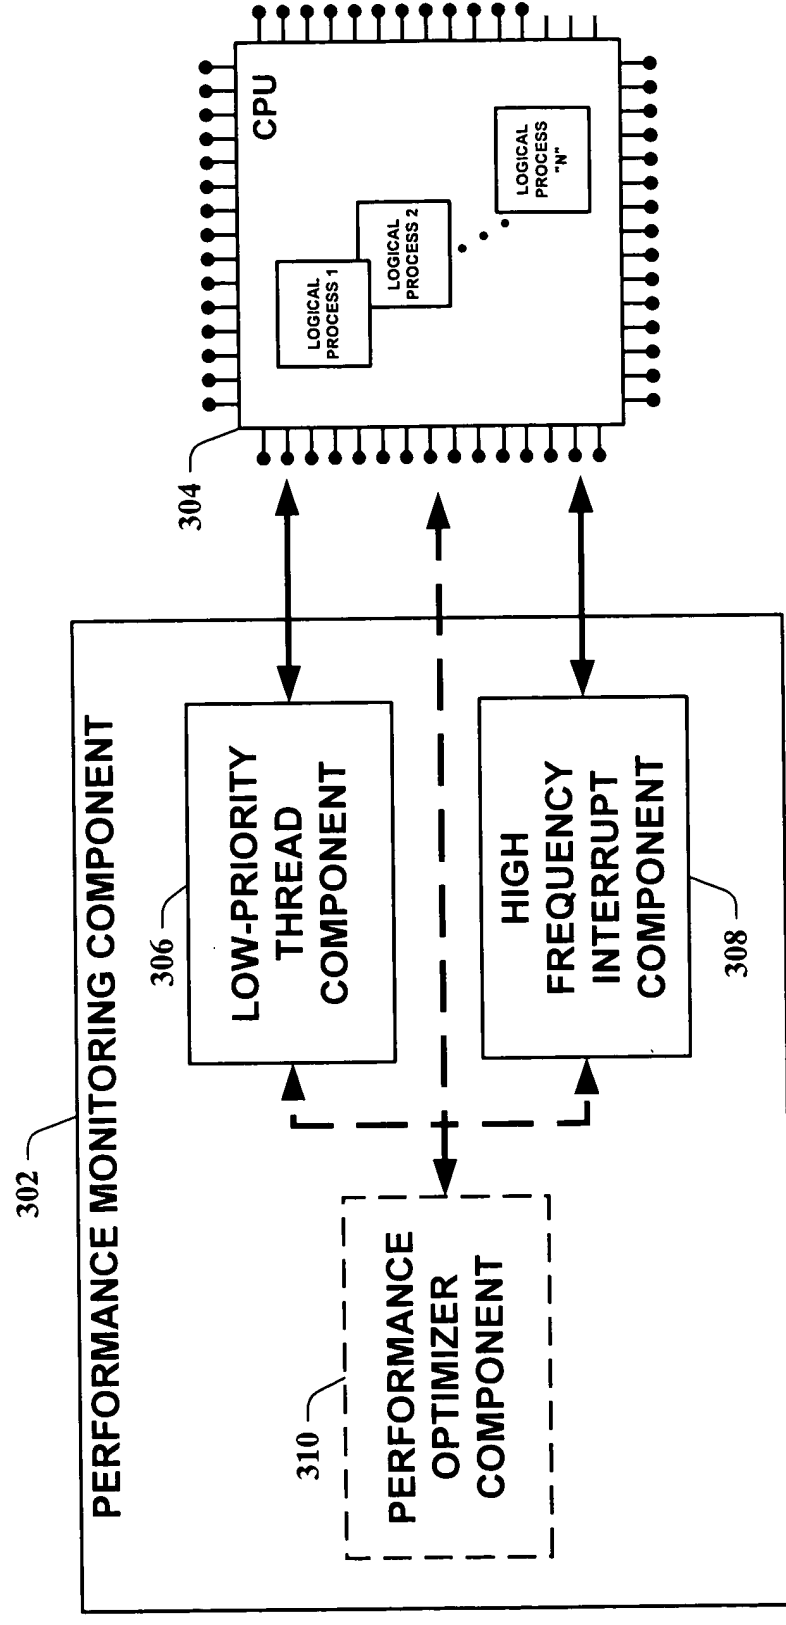 302
PERFORMANCE MONITORING COMPONENT
310
PERFORMANCE
OPTIMIZER
COMPONENT
306
LOW-PRIORITY
THREAD
COMPONENT
HIGH
FREQUENCY
INTERRUPT
COMPONENT
308
304
CPU
LOGICAL
PROCESS 1
LOGICAL
PROCESS 2
LOGICAL
PROCESS
"N"